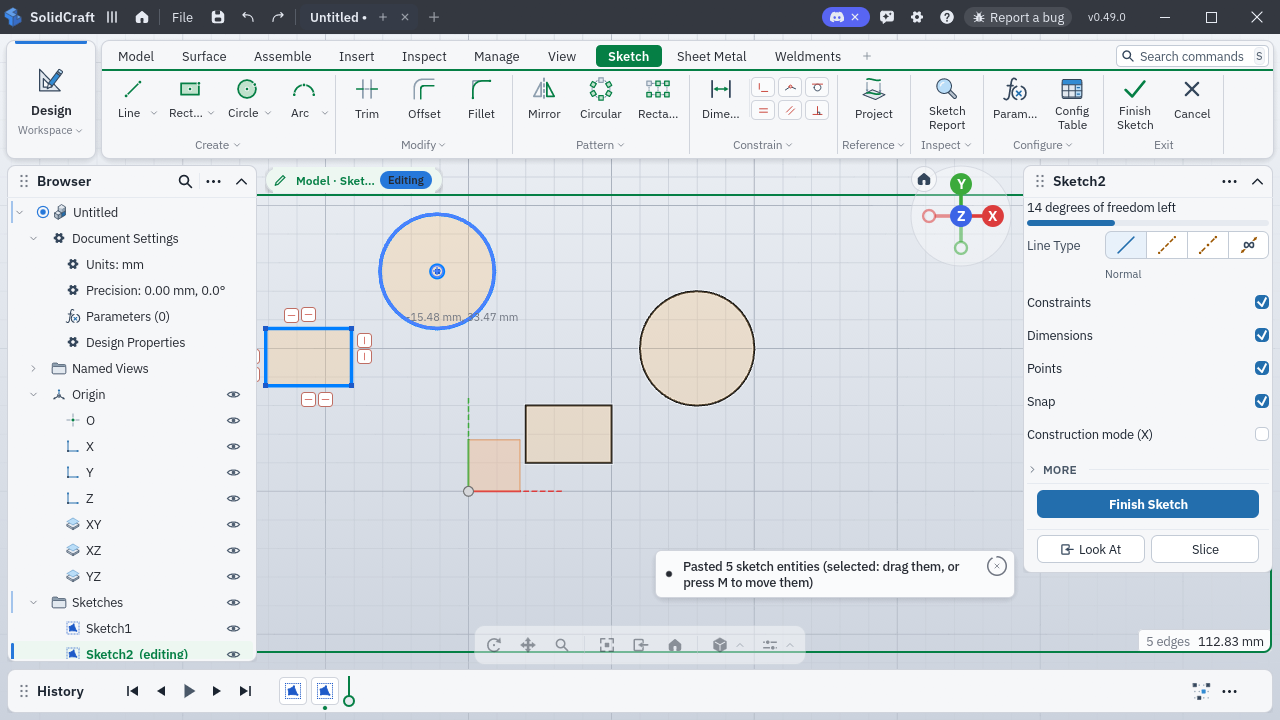 SolidCraft
File
Untitled •
Report a bug
v0.49.0
Design
Workspace
Model
Surface
Assemble
Insert
Inspect
Manage
View
Sketch
Sheet Metal
Weldments
Search commands
S
Line
Rect...
Circle
Arc
Create
Trim
Offset
Fillet
Modify
Mirror
Circular
Recta...
Pattern
Dime...
Constrain
Project
Reference
Sketch Report
Inspect
Param...
Config Table
Configure
Finish Sketch
Cancel
Exit
Browser
Untitled
Document Settings
Units: mm
Precision: 0.00 mm, 0.0°
Parameters (0)
Design Properties
Named Views
Origin
O
X
Y
Z
XY
XZ
YZ
Sketches
Sketch1
Sketch2 (editing)
Model · Sket...
Editing
Y
Z
X
Sketch2
14 degrees of freedom left
Line Type
Normal
Constraints
Dimensions
Points
Snap
Construction mode (X)
MORE
Finish Sketch
Look At
Slice
Pasted 5 sketch entities (selected: drag them, or
press M to move them)
5 edges 112.83 mm
History